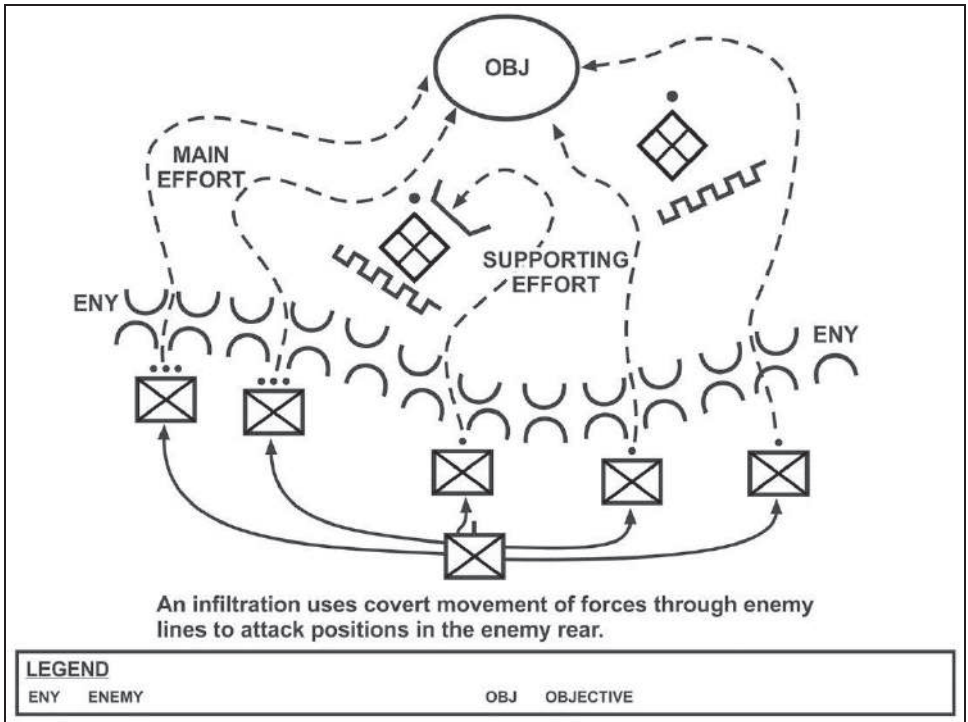 OBJ
MAIN
EFFORT
SUPPORTING
EFFORT
ENY
ENY
An infiltration uses covert movement of forces through enemy
lines to attack positions in the enemy rear.
LEGEND
ENY ENEMY OBJ OBJECTIVE